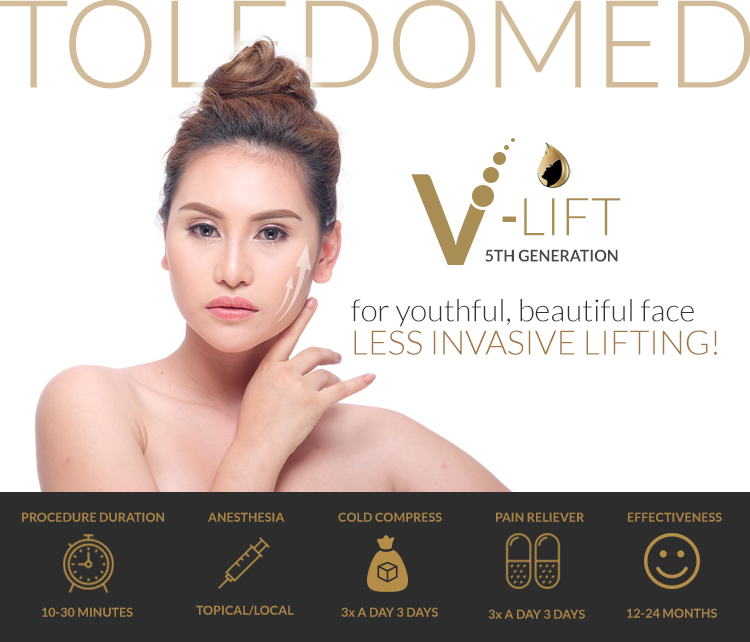 TOLEDOMED
V-LIFT
5TH GENERATION
for youthful, beautiful face
LESS INVASIVE LIFTING!
PROCEDURE DURATION
10-30 MINUTES
ANESTHESIA
TOPICAL/LOCAL
COLD COMPRESS
3x A DAY 3 DAYS
PAIN RELIEVER
3x A DAY 3 DAYS
EFFECTIVENESS
12-24 MONTHS